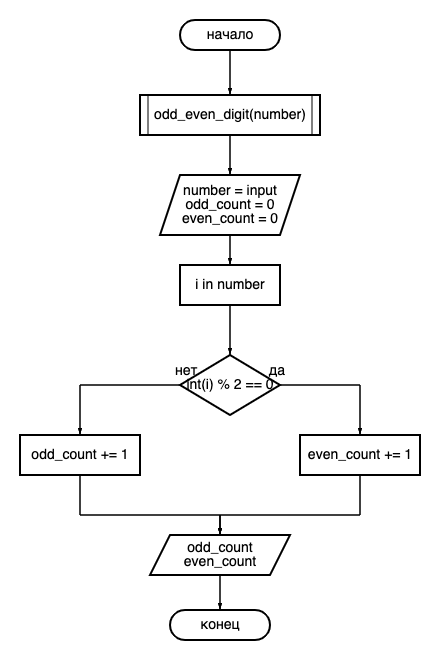 начало
odd_even_digit(number)
number = input
odd_count = 0
even_count = 0
i in number
нет
да
int(i) % 2 == 0
odd_count += 1
even_count += 1
odd_count
even_count
конец